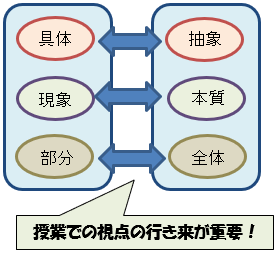 具体
抽象
現象
本質
部分
全体
授業での視点の行き来が重要！